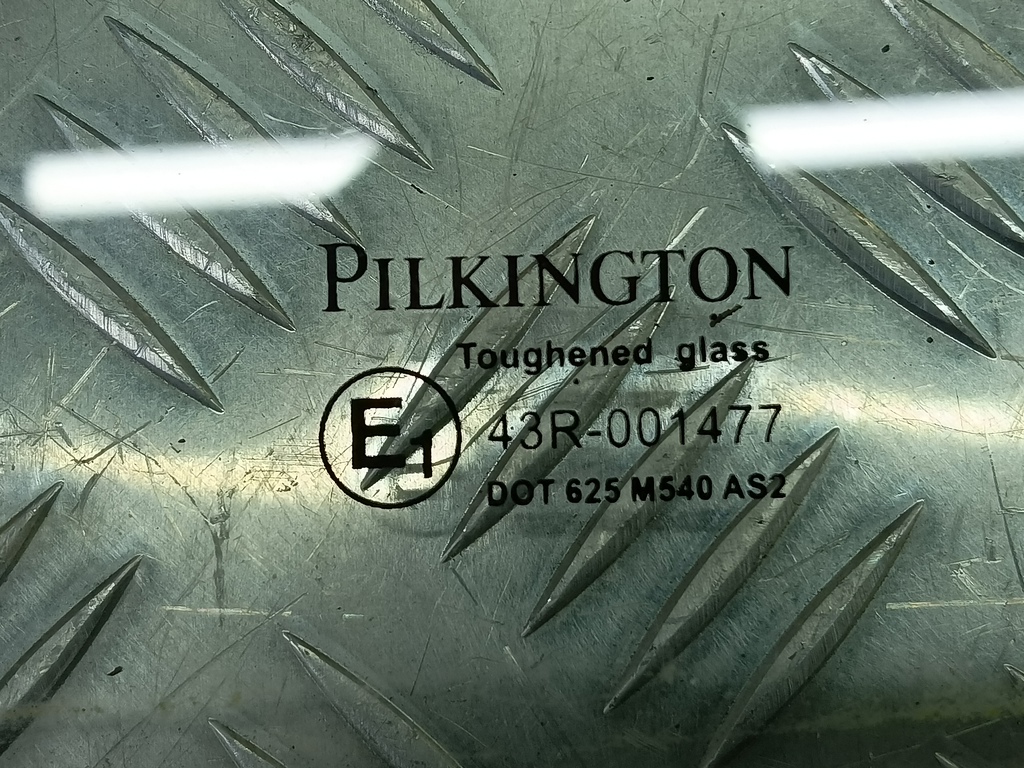 PILKINGTON
Toughened glass
E1 43R-001477
DOT 625 M540 AS2